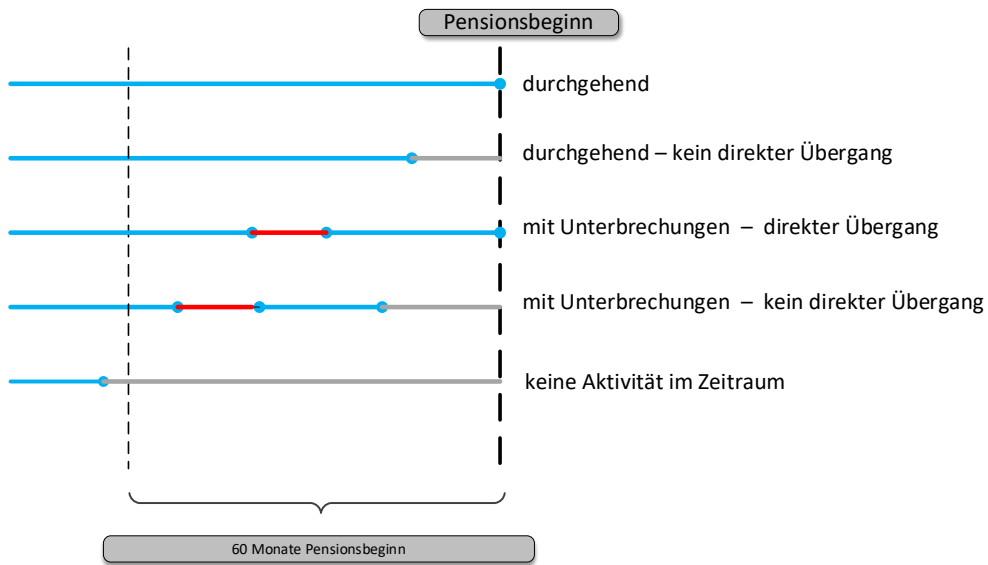 Pensionsbeginn
durchgehend
durchgehend – kein direkter Übergang
mit Unterbrechungen – direkter Übergang
mit Unterbrechungen – kein direkter Übergang
keine Aktivität im Zeitraum
60 Monate Pensionsbeginn